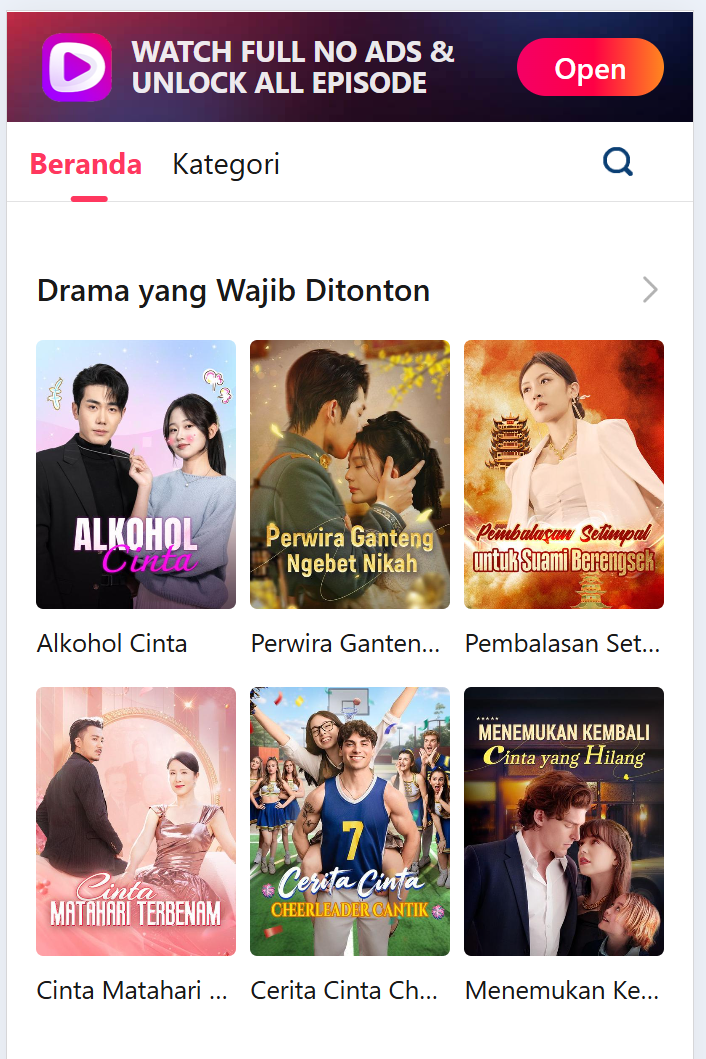 WATCH FULL NO ADS &
UNLOCK ALL EPISODE
Open
Beranda
Kategori
Drama yang Wajib Ditonton
ALKOHOL
Cinta
Perwira Ganteng
Ngebet Nikah
Pembalasan Setimpal
untuk Suami Berengsek
Alkohol Cinta
Perwira Ganten...
Pembalasan Set...
Cinta
MATAHARI TERBENAM
7
Cerita Cinta
CHEERLEADER CANTIK
MENEMUKAN KEMBALI
Cinta yang Hilang
Cinta Matahari ...
Cerita Cinta Ch...
Menemukan Ke...